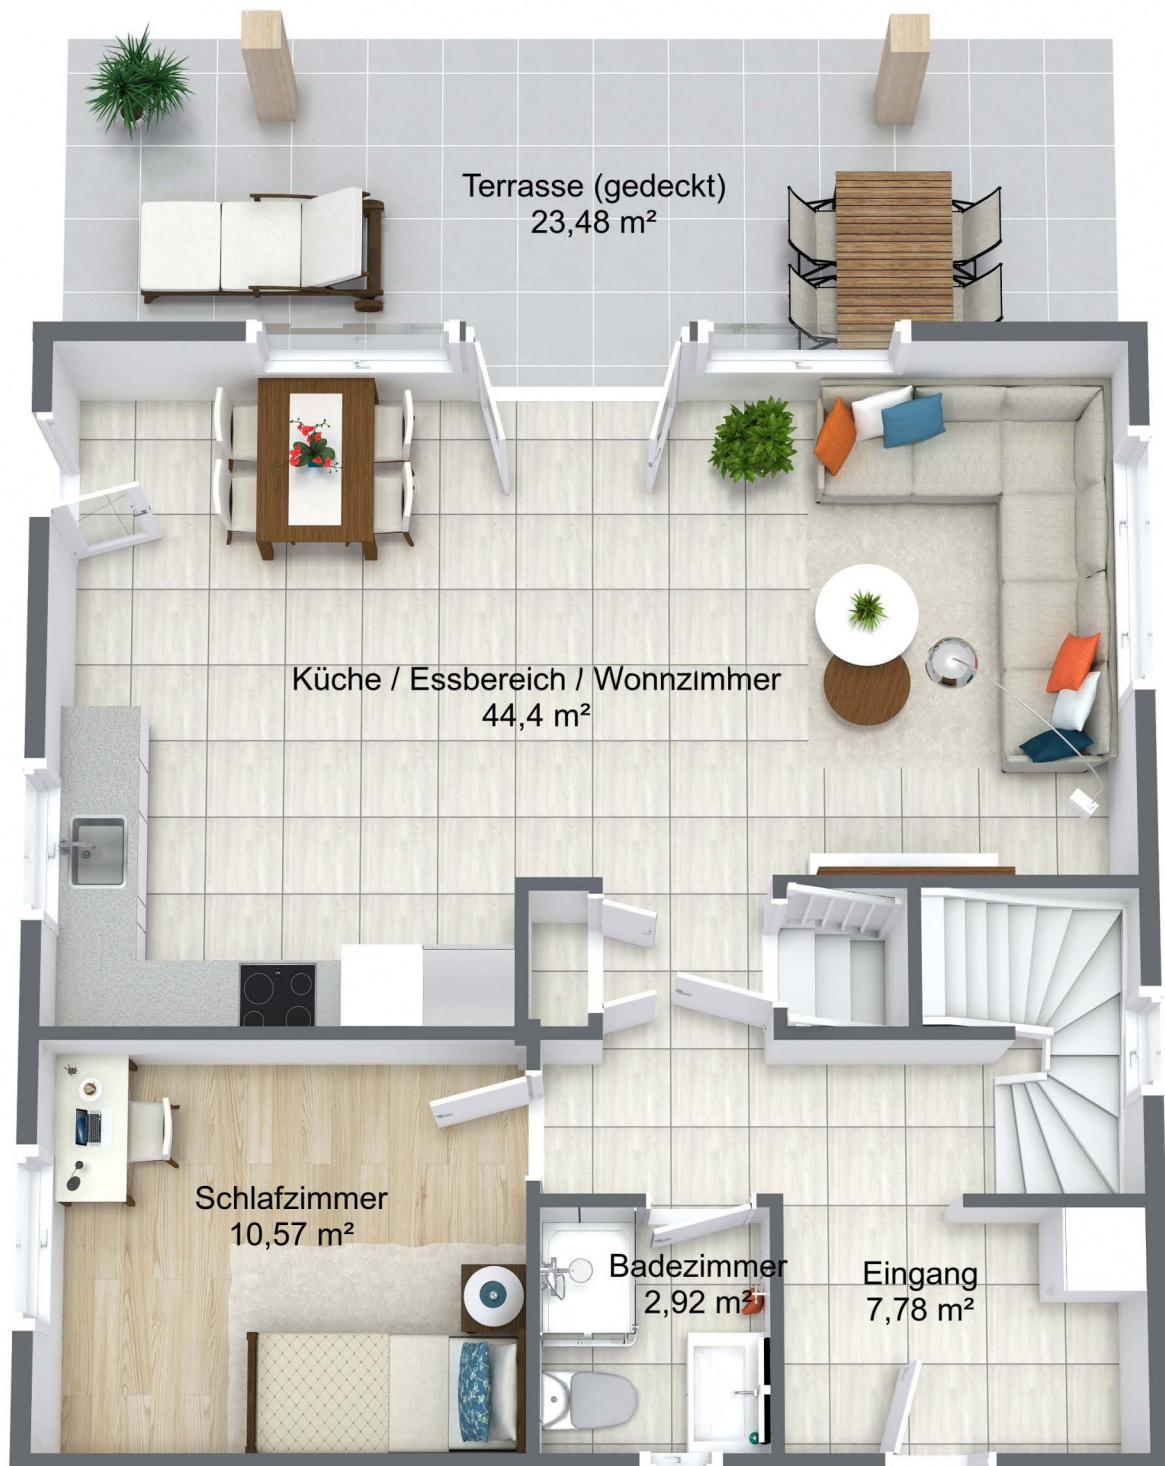 Terrasse (gedeckt)
23,48 m²
Küche / Essbereich / Wonnzimmer
44,4 m²
Schlafzimmer
10,57 m²
Badezimmer
2,92 m²
Eingang
7,78 m²